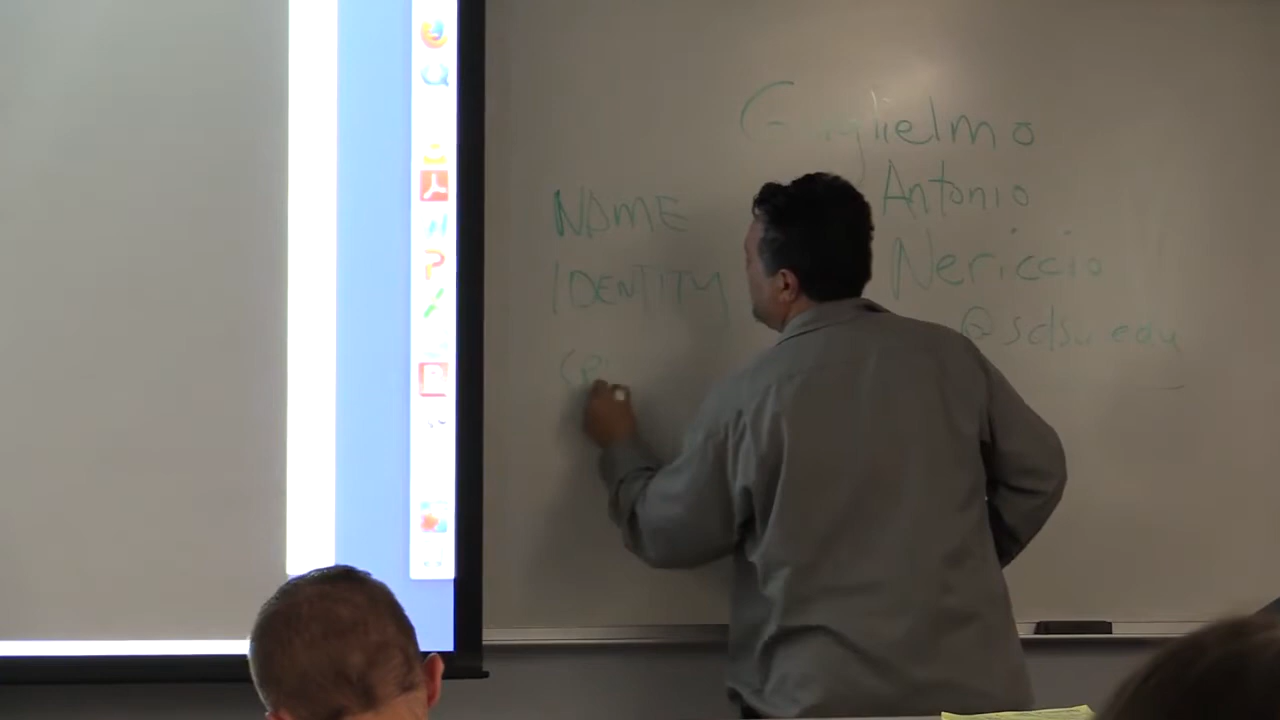 NAME
IDENTITY
Guglielmo
Antonio
Nericcio
@sdsu.edu